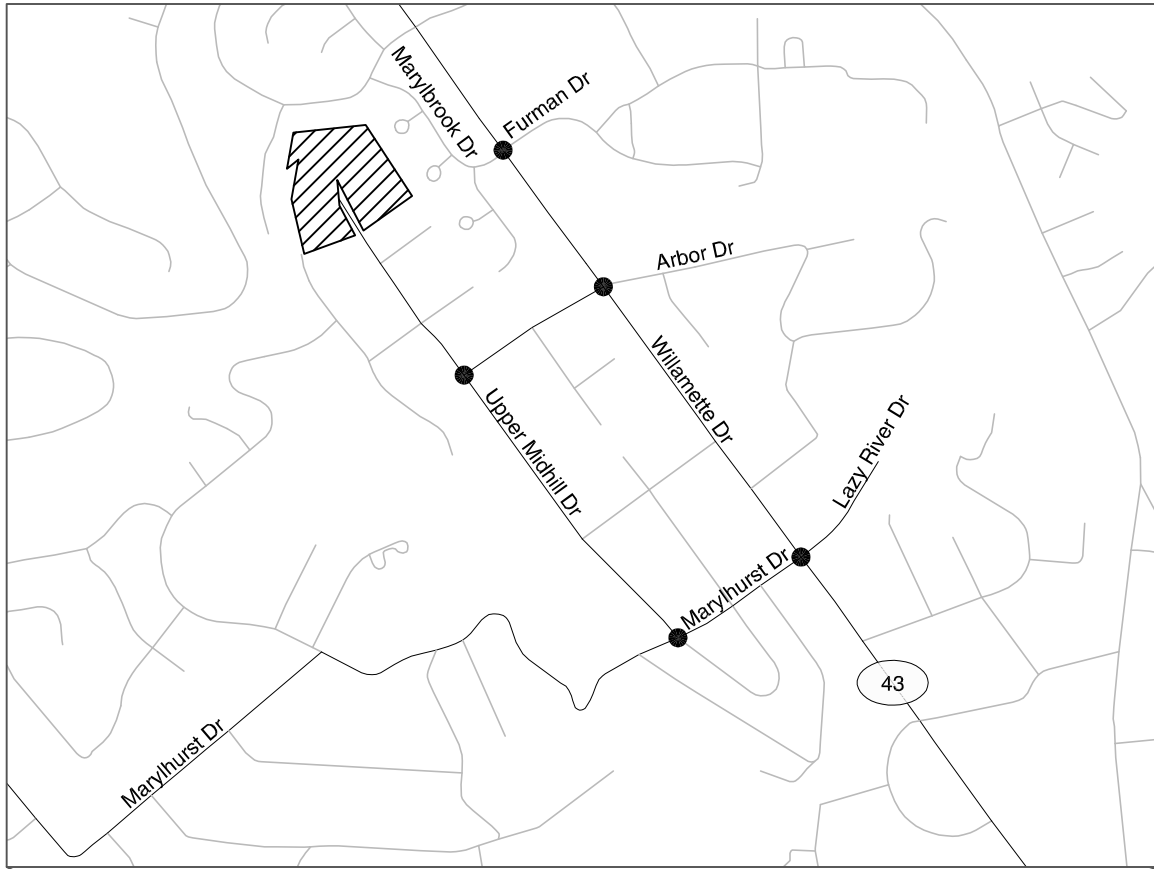 Marylbrook Dr
Furman Dr
Arbor Dr
Willamette Dr
Upper Midhill Dr
Lazy River Dr
Marylhurst Dr
43
Marylhurst Dr